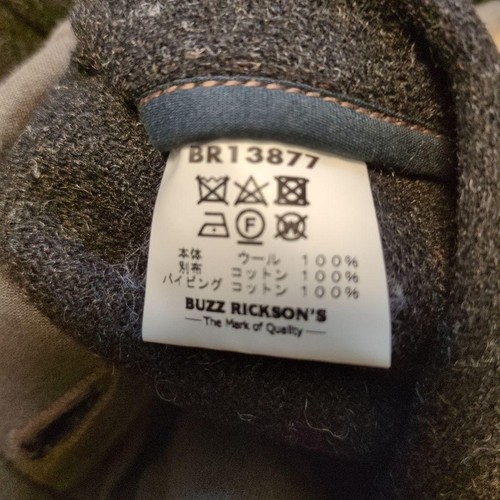 BR13877
F
W
本体 ウール 100%
別布 コットン 100%
パイピング コットン 100%
BUZZ RICKSON'S
The Mark of Quality